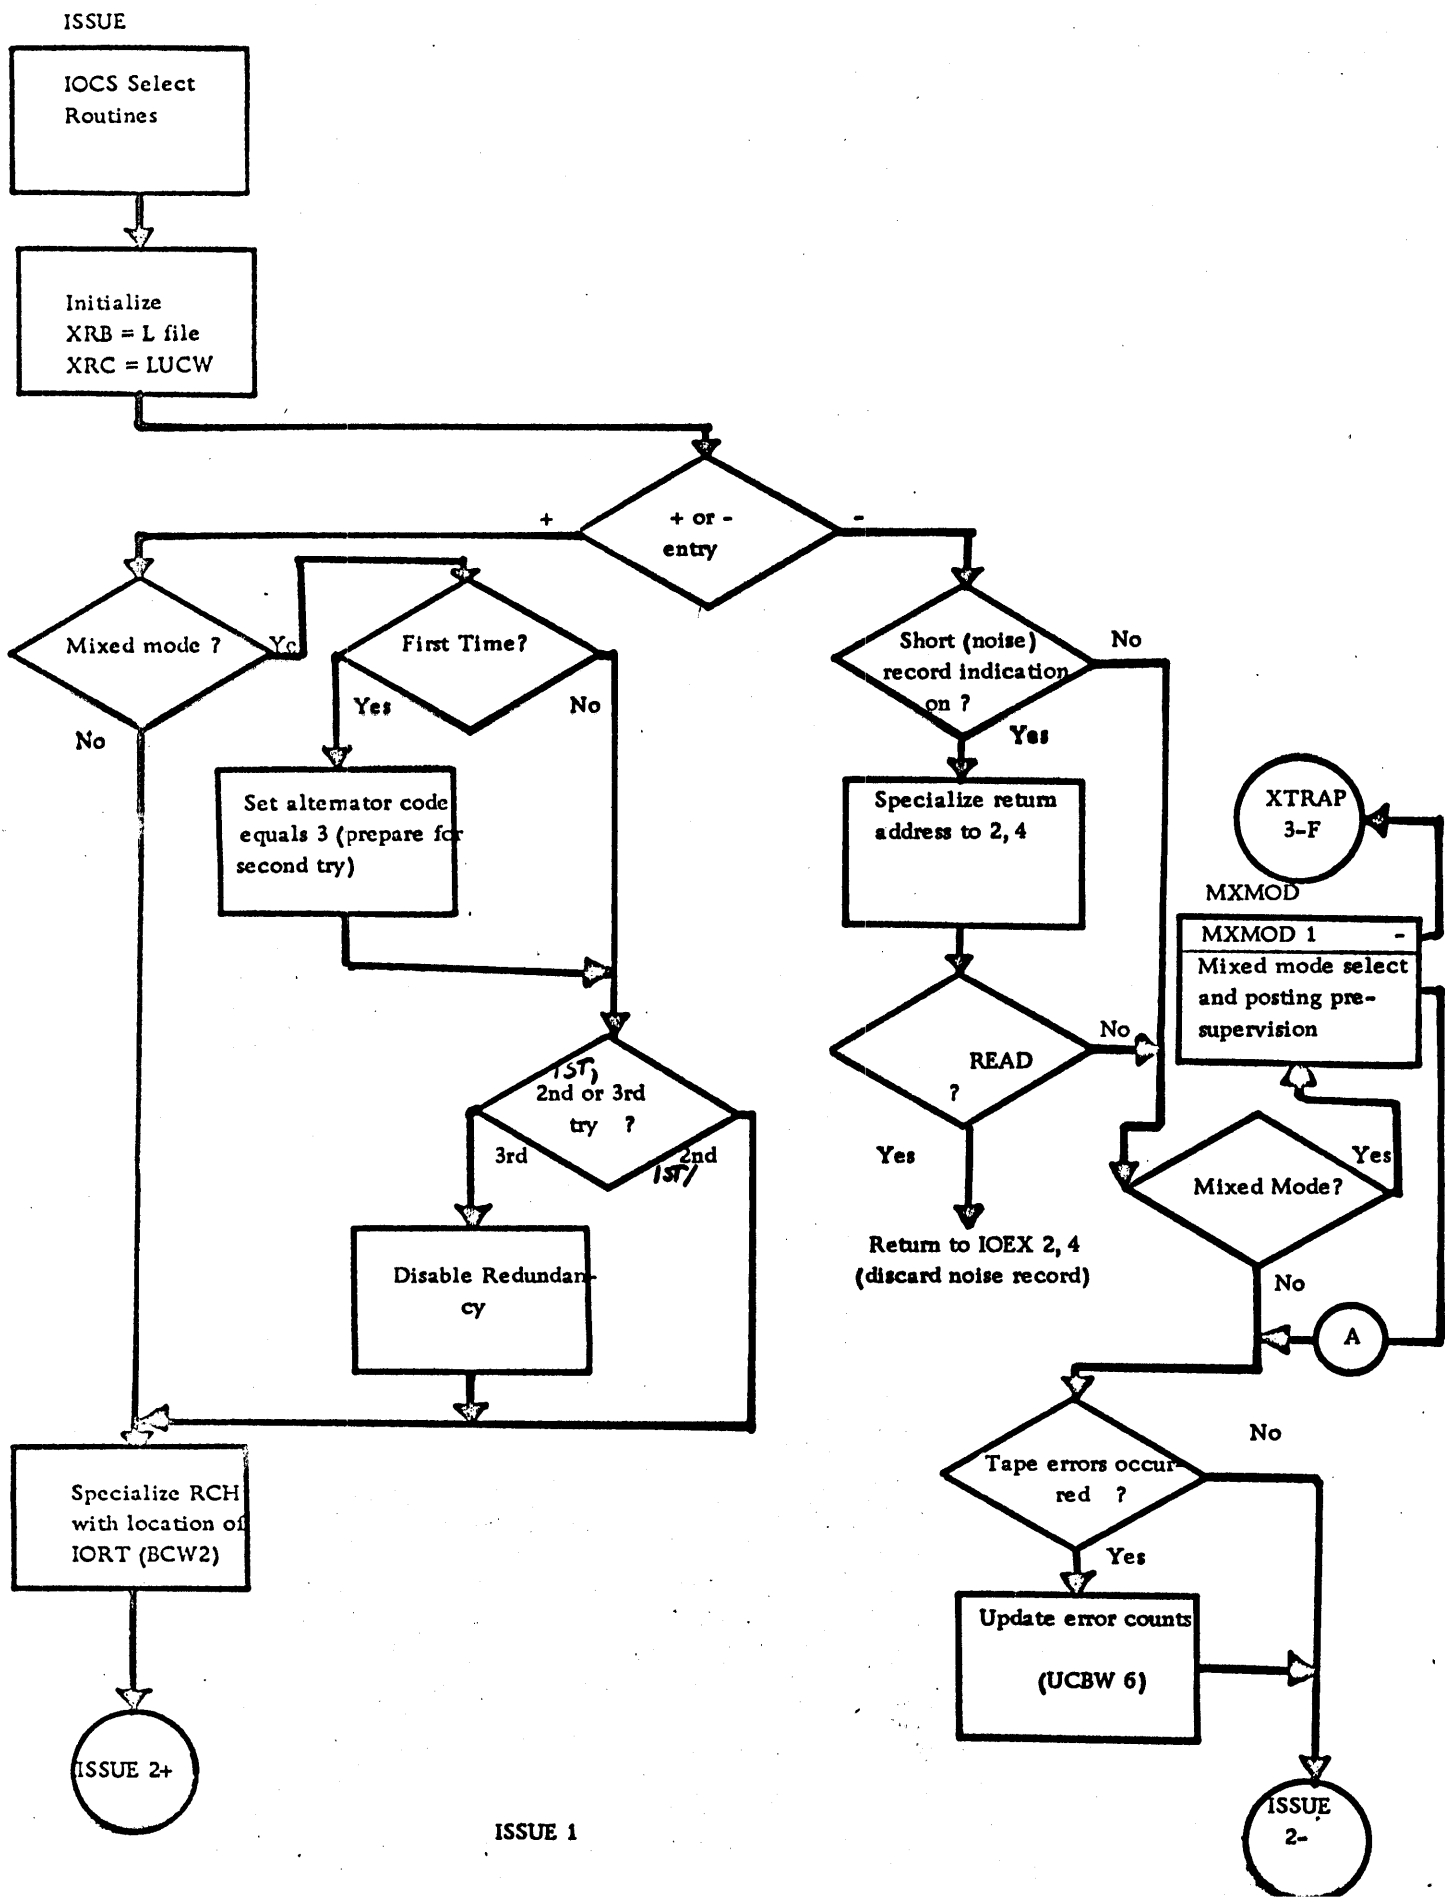 ISSUE
IOCS Select
Routines
Initialize
XRB = L file
XRC = LUCW
+ or -
entry
+
-
Mixed mode ?
Yes
No
First Time?
Yes
No
Set alternator code
equals 3 (prepare for
second try)
1ST,
2nd or 3rd
try ?
3rd
2nd
1ST/
Disable Redundan-
cy
Specialize RCH
with location of
IORT (BCW2)
ISSUE 2+
Short (noise)
record indication
on ?
No
Yes
Specialize return
address to 2, 4
READ
?
No
Yes
Return to IOEX 2, 4
(discard noise record)
XTRAP
3-F
MXMOD
MXMOD 1 -
Mixed mode select
and posting pre-
supervision
Mixed Mode?
Yes
No
A
Tape errors occur-
red ?
No
Yes
Update error counts
(UCBW 6)
ISSUE
2-
ISSUE 1